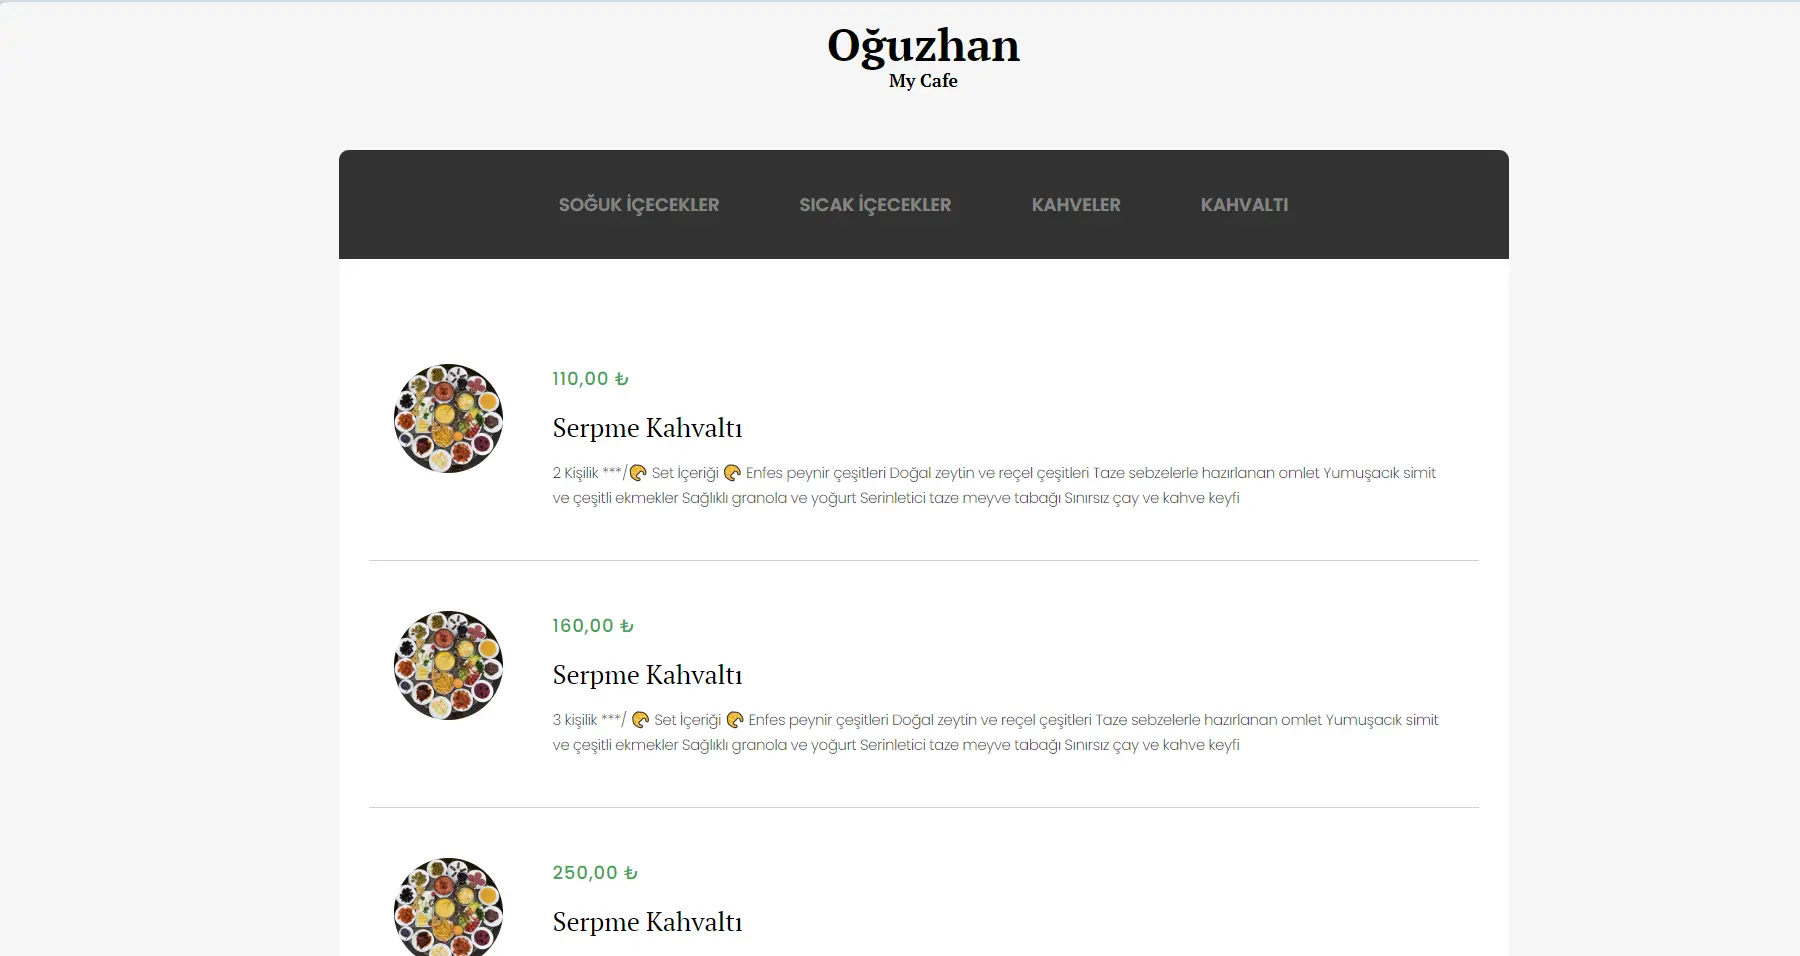 Oğuzhan
My Cafe
SOĞUK İÇECEKLER SICAK İÇECEKLER KAHVELER KAHVALTI
110,00 ₺
Serpme Kahvaltı
2 Kişilik ***/🥐 Set İçeriği 🥐 Enfes peynir çeşitleri Doğal zeytin ve reçel çeşitleri Taze sebzelerle hazırlanan omlet Yumuşacık simit
ve çeşitli ekmekler Sağlıklı granola ve yoğurt Serinletici taze meyve tabağı Sınırsız çay ve kahve keyfi
160,00 ₺
Serpme Kahvaltı
3 kişilik ***/ 🥐 Set İçeriği 🥐 Enfes peynir çeşitleri Doğal zeytin ve reçel çeşitleri Taze sebzelerle hazırlanan omlet Yumuşacık simit
ve çeşitli ekmekler Sağlıklı granola ve yoğurt Serinletici taze meyve tabağı Sınırsız çay ve kahve keyfi
250,00 ₺
Serpme Kahvaltı